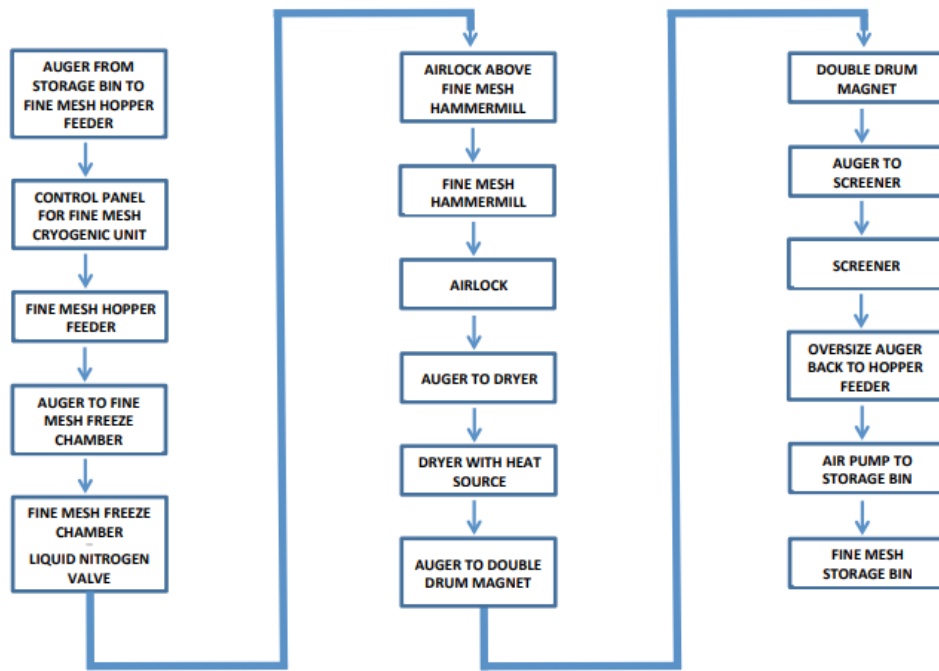 AUGER FROM
STORAGE BIN TO
FINE MESH HOPPER
FEEDER
CONTROL PANEL
FOR FINE MESH
CRYOGENIC UNIT
FINE MESH HOPPER
FEEDER
AUGER TO FINE
MESH FREEZE
CHAMBER
FINE MESH FREEZE
CHAMBER
–
LIQUID NITROGEN
VALVE
AIRLOCK ABOVE
FINE MESH
HAMMERMILL
FINE MESH
HAMMERMILL
AIRLOCK
AUGER TO DRYER
DRYER WITH HEAT
SOURCE
AUGER TO DOUBLE
DRUM MAGNET
DOUBLE DRUM
MAGNET
AUGER TO
SCREENER
SCREENER
OVERSIZE AUGER
BACK TO HOPPER
FEEDER
AIR PUMP TO
STORAGE BIN
FINE MESH
STORAGE BIN